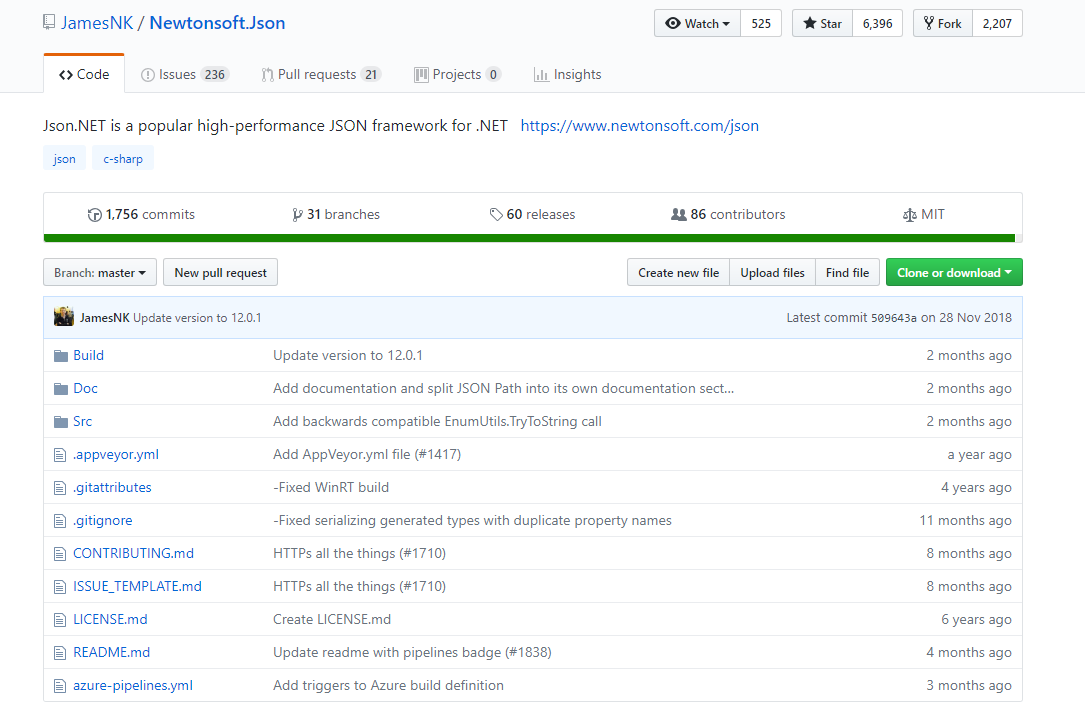 JamesNK / Newtonsoft.Json Watch 525 Star 6,396 Fork 2,207
Code Issues 236 Pull requests 21 Projects 0 Insights
Json.NET is a popular high-performance JSON framework for .NET https://www.newtonsoft.com/json
json c-sharp
1,756 commits 31 branches 60 releases 86 contributors MIT
Branch: master New pull request Create new file Upload files Find file Clone or download
JamesNK Update version to 12.0.1 Latest commit 509643a on 28 Nov 2018
Build Update version to 12.0.1 2 months ago
Doc Add documentation and split JSON Path into its own documentation sect... 2 months ago
Src Add backwards compatible EnumUtils.TryToString call 2 months ago
.appveyor.yml Add AppVeyor.yml file (#1417) a year ago
.gitattributes -Fixed WinRT build 4 years ago
.gitignore -Fixed serializing generated types with duplicate property names 11 months ago
CONTRIBUTING.md HTTPs all the things (#1710) 8 months ago
ISSUE_TEMPLATE.md HTTPs all the things (#1710) 8 months ago
LICENSE.md Create LICENSE.md 6 years ago
README.md Update readme with pipelines badge (#1838) 4 months ago
azure-pipelines.yml Add triggers to Azure build definition 3 months ago